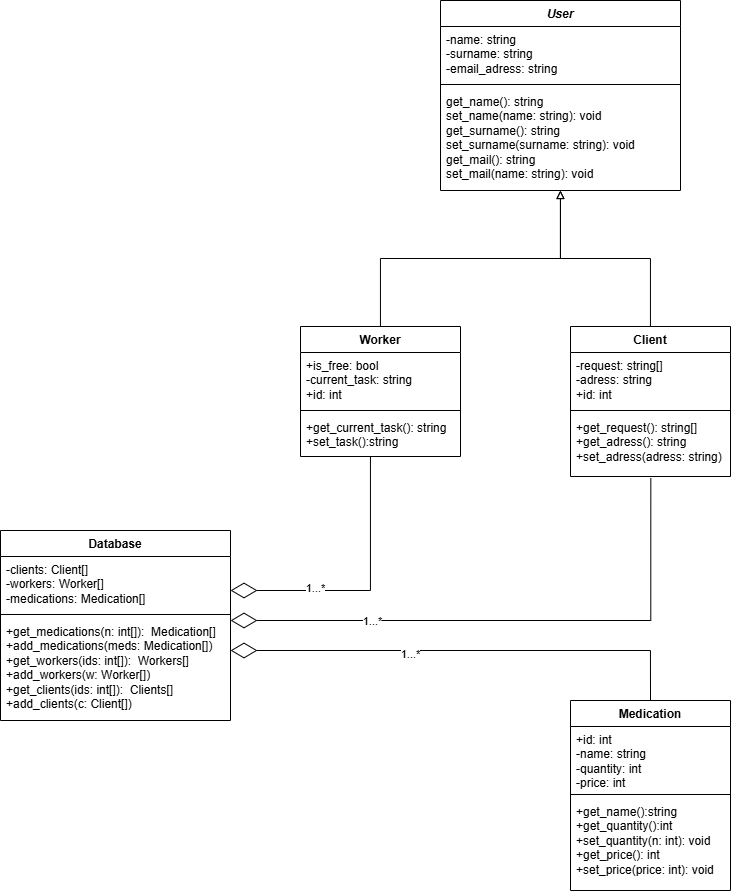 User
-name: string
-surname: string
-email_adress: string
get_name(): string
set_name(name: string): void
get_surname(): string
set_surname(surname: string): void
get_mail(): string
set_mail(name: string): void
Worker
+is_free: bool
-current_task: string
+id: int
+get_current_task(): string
+set_task():string
Client
-request: string[]
-adress: string
+id: int
+get_request(): string[]
+get_adress(): string
+set_adress(adress: string)
Database
-clients: Client[]
-workers: Worker[]
-medications: Medication[]
+get_medications(n: int[]):  Medication[]
+add_medications(meds: Medication[])
+get_workers(ids: int[]):  Workers[]
+add_workers(w: Worker[])
+get_clients(ids: int[]):  Clients[]
+add_clients(c: Client[])
1...*
1...*
1...*
Medication
+id: int
-name: string
-quantity: int
-price: int
+get_name():string
+get_quantity():int
+set_quantity(n: int): void
+get_price(): int
+set_price(price: int): void